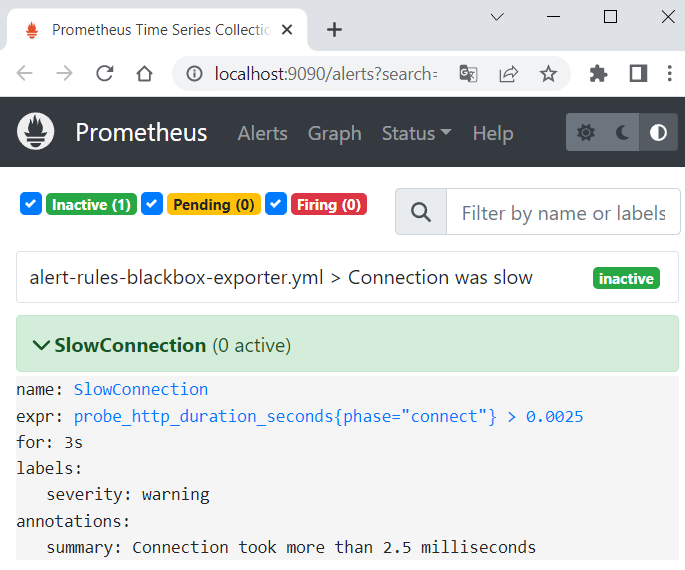 Prometheus Time Series Collectio
localhost:9090/alerts?search=
Prometheus Alerts Graph Status Help
Inactive (1) Pending (0) Firing (0) Filter by name or labels
alert-rules-blackbox-exporter.yml > Connection was slow inactive
SlowConnection (0 active)
name: SlowConnection
expr: probe_http_duration_seconds{phase="connect"} > 0.0025
for: 3s
labels:
severity: warning
annotations:
summary: Connection took more than 2.5 milliseconds